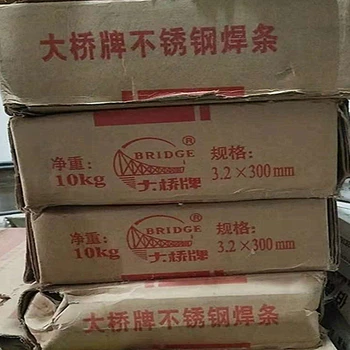 大桥牌不锈钢焊条
净重:
10kg
BRIDGE®
大桥牌
规格:
3.2×300mm
净重:
10kg
BRIDGE®
大桥牌
规格:
3.2×300mm
大桥牌不锈钢焊条